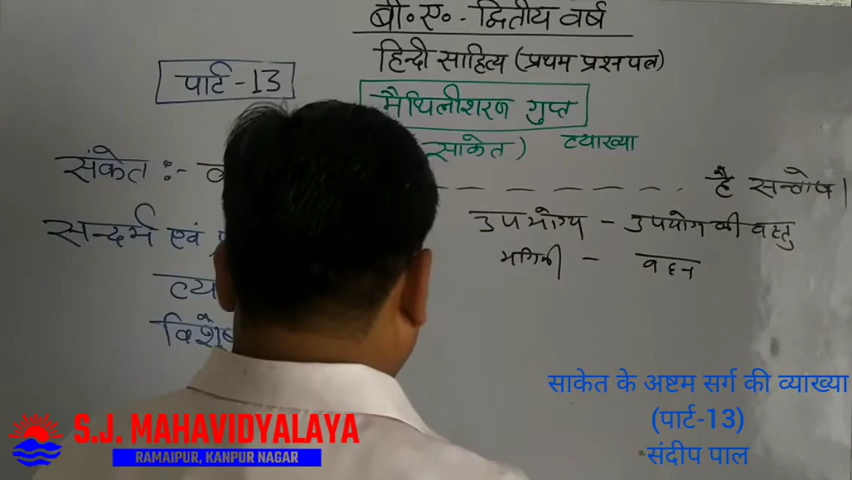 बी॰ए॰ - द्वितीय वर्ष
हिन्दी साहित्य (प्रथम प्रश्नपत्र)
पार्ट -13
मैथिलीशरण गुप्त
साकेत) व्याख्या
संकेत :- है सन्तोष।
सन्दर्भ एवं
उपभोग्य - उपयोग की वस्तु
भगिनी - बहन
व्या
विशेष
साकेत के अष्टम सर्ग की व्याख्या
(पार्ट-13)
संदीप पाल
S.J. MAHAVIDYALAYA
RAMAIPUR, KANPUR NAGAR